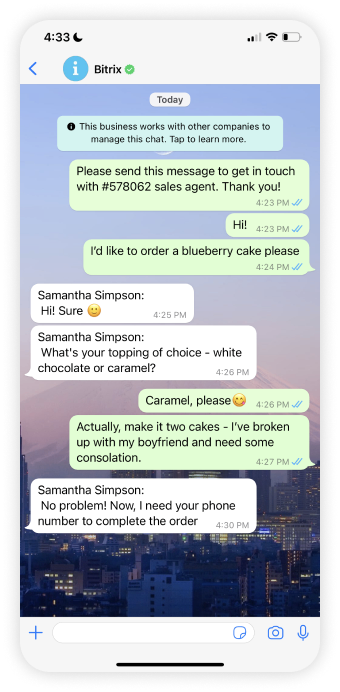 4:33
Bitrix
Today
This business works with other companies to
manage this chat. Tap to learn more.
Please send this message to get in touch
with #578062 sales agent. Thank you!
4:23 PM
Hi!
4:23 PM
I'd like to order a blueberry cake please
4:24 PM
Samantha Simpson:
Hi! Sure 🙂
4:25 PM
Samantha Simpson:
What's your topping of choice - white
chocolate or caramel?
4:26 PM
Caramel, please😋
4:26 PM
Actually, make it two cakes - I've broken
up with my boyfriend and need some
consolation.
4:27 PM
Samantha Simpson:
No problem! Now, I need your phone
number to complete the order
4:30 PM